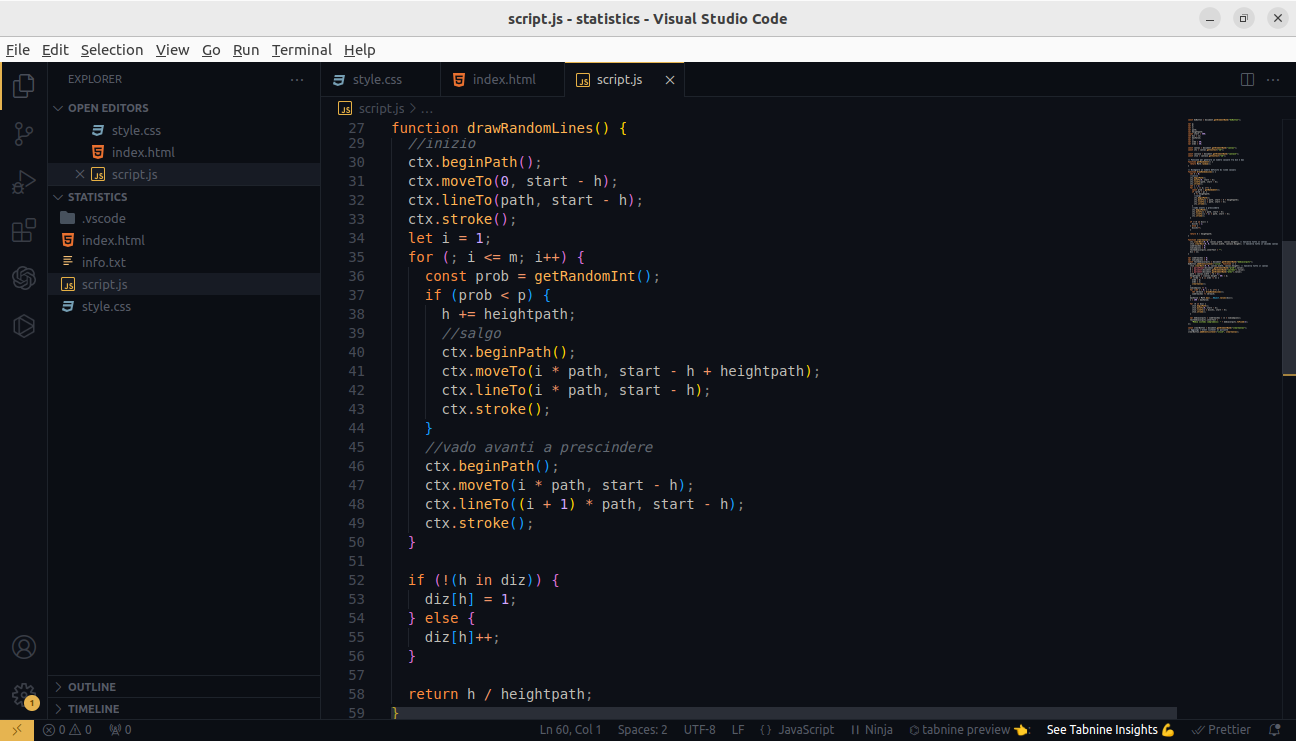 script.js - statistics - Visual Studio Code
File Edit Selection View Go Run Terminal Help
EXPLORER
OPEN EDITORS
style.css
index.html
script.js
STATISTICS
.vscode
index.html
info.txt
script.js
style.css
OUTLINE
TIMELINE
style.css index.html script.js
script.js > ...
27 function drawRandomLines() {
29 //inizio
30 ctx.beginPath();
31 ctx.moveTo(0, start - h);
32 ctx.lineTo(path, start - h);
33 ctx.stroke();
34 let i = 1;
35 for (; i <= m; i++) {
36 const prob = getRandomInt();
37 if (prob < p) {
38 h += heightpath;
39 //salgo
40 ctx.beginPath();
41 ctx.moveTo(i * path, start - h + heightpath);
42 ctx.lineTo(i * path, start - h);
43 ctx.stroke();
44 }
45 //vado avanti a prescindere
46 ctx.beginPath();
47 ctx.moveTo(i * path, start - h);
48 ctx.lineTo((i + 1) * path, start - h);
49 ctx.stroke();
50 }
51
52 if (!(h in diz)) {
53 diz[h] = 1;
54 } else {
55 diz[h]++;
56 }
57
58 return h / heightpath;
59 }
1
0 0 0 Ln 60, Col 1 Spaces: 2 UTF-8 LF {} JavaScript Ninja tabnine preview 👈: See Tabnine Insights 💪 Prettier